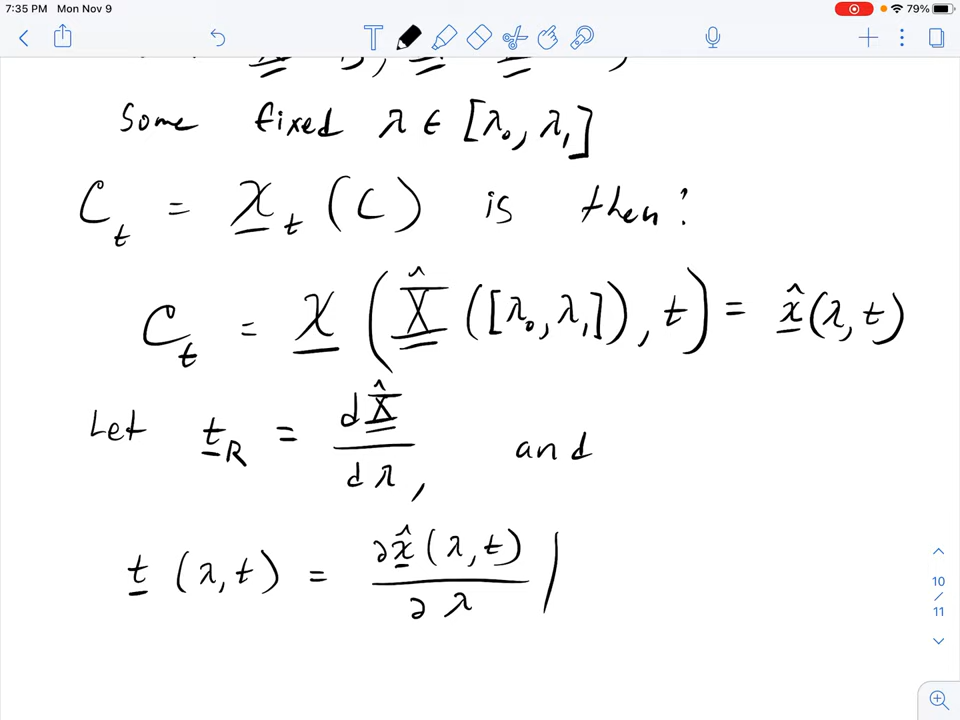 7:35 PM Mon Nov 9 79%
Some fixed λ ∈ [λ₀, λ₁]
C_t = χ_t (C) is then:
C_t = χ (X̂ ([λ₀, λ₁]), t) = x̂(λ, t)
Let t_R = dX̂/dλ, and
t (λ, t) = ∂x̂(λ, t)/∂λ |
10
/
11